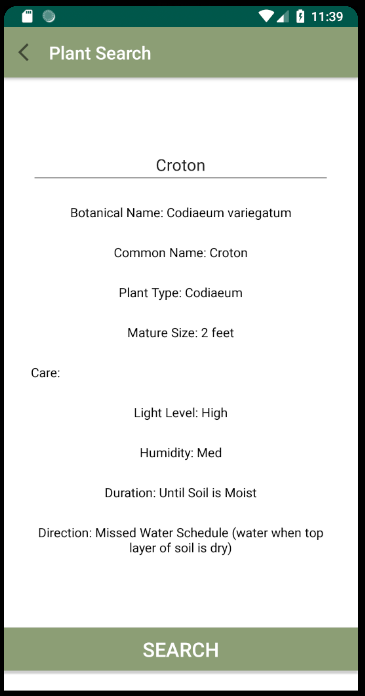 11:39
Plant Search
Croton
Botanical Name: Codiaeum variegatum
Common Name: Croton
Plant Type: Codiaeum
Mature Size: 2 feet
Care:
Light Level: High
Humidity: Med
Duration: Until Soil is Moist
Direction: Missed Water Schedule (water when top
layer of soil is dry)
SEARCH